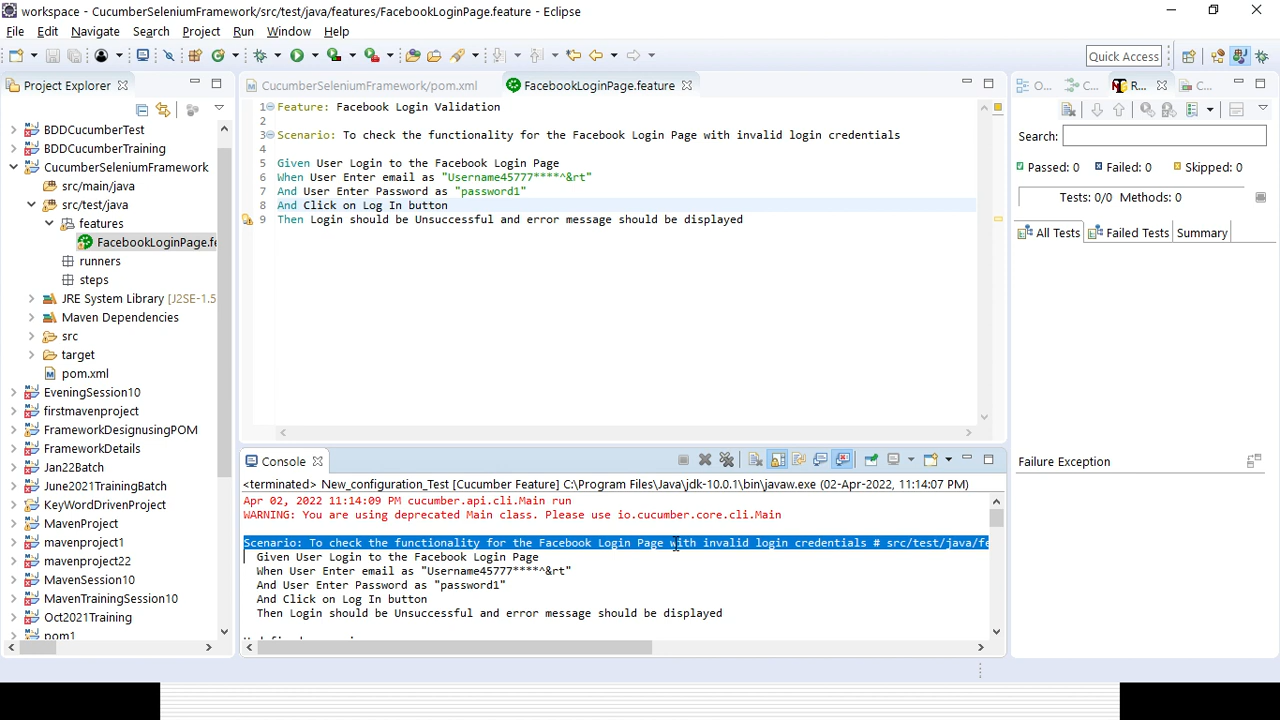 workspace - CucumberSeleniumFramework/src/test/java/features/FacebookLoginPage.feature - Eclipse
File Edit Navigate Search Project Run Window Help
Quick Access
Project Explorer
BDDCucumberTest
BDDCucumberTraining
CucumberSeleniumFramework
src/main/java
src/test/java
features
FacebookLoginPage.fe
runners
steps
JRE System Library [J2SE-1.5
Maven Dependencies
src
target
pom.xml
EveningSession10
firstmavenproject
FrameworkDesignusingPOM
FrameworkDetails
Jan22Batch
June2021TrainingBatch
KeyWordDrivenProject
MavenProject
mavenproject1
mavenproject22
MavenSession10
MavenTrainingSession10
Oct2021Training
pom1
CucumberSeleniumFramework/pom.xml
FacebookLoginPage.feature
1 Feature: Facebook Login Validation
2
3 Scenario: To check the functionality for the Facebook Login Page with invalid login credentials
4
5 Given User Login to the Facebook Login Page
6 When User Enter email as "Username45777****^&rt"
7 And User Enter Password as "password1"
8 And Click on Log In button
9 Then Login should be Unsuccessful and error message should be displayed
Console
<terminated> New_configuration_Test [Cucumber Feature] C:\Program Files\Java\jdk-10.0.1\bin\javaw.exe (02-Apr-2022, 11:14:07 PM)
Apr 02, 2022 11:14:09 PM cucumber.api.cli.Main run
WARNING: You are using deprecated Main class. Please use io.cucumber.core.cli.Main
Scenario: To check the functionality for the Facebook Login Page with invalid login credentials # src/test/java/fe
Given User Login to the Facebook Login Page
When User Enter email as "Username45777****^&rt"
And User Enter Password as "password1"
And Click on Log In button
Then Login should be Unsuccessful and error message should be displayed
O... C... R... C...
Search:
Passed: 0 Failed: 0 Skipped: 0
Tests: 0/0 Methods: 0
All Tests Failed Tests Summary
Failure Exception